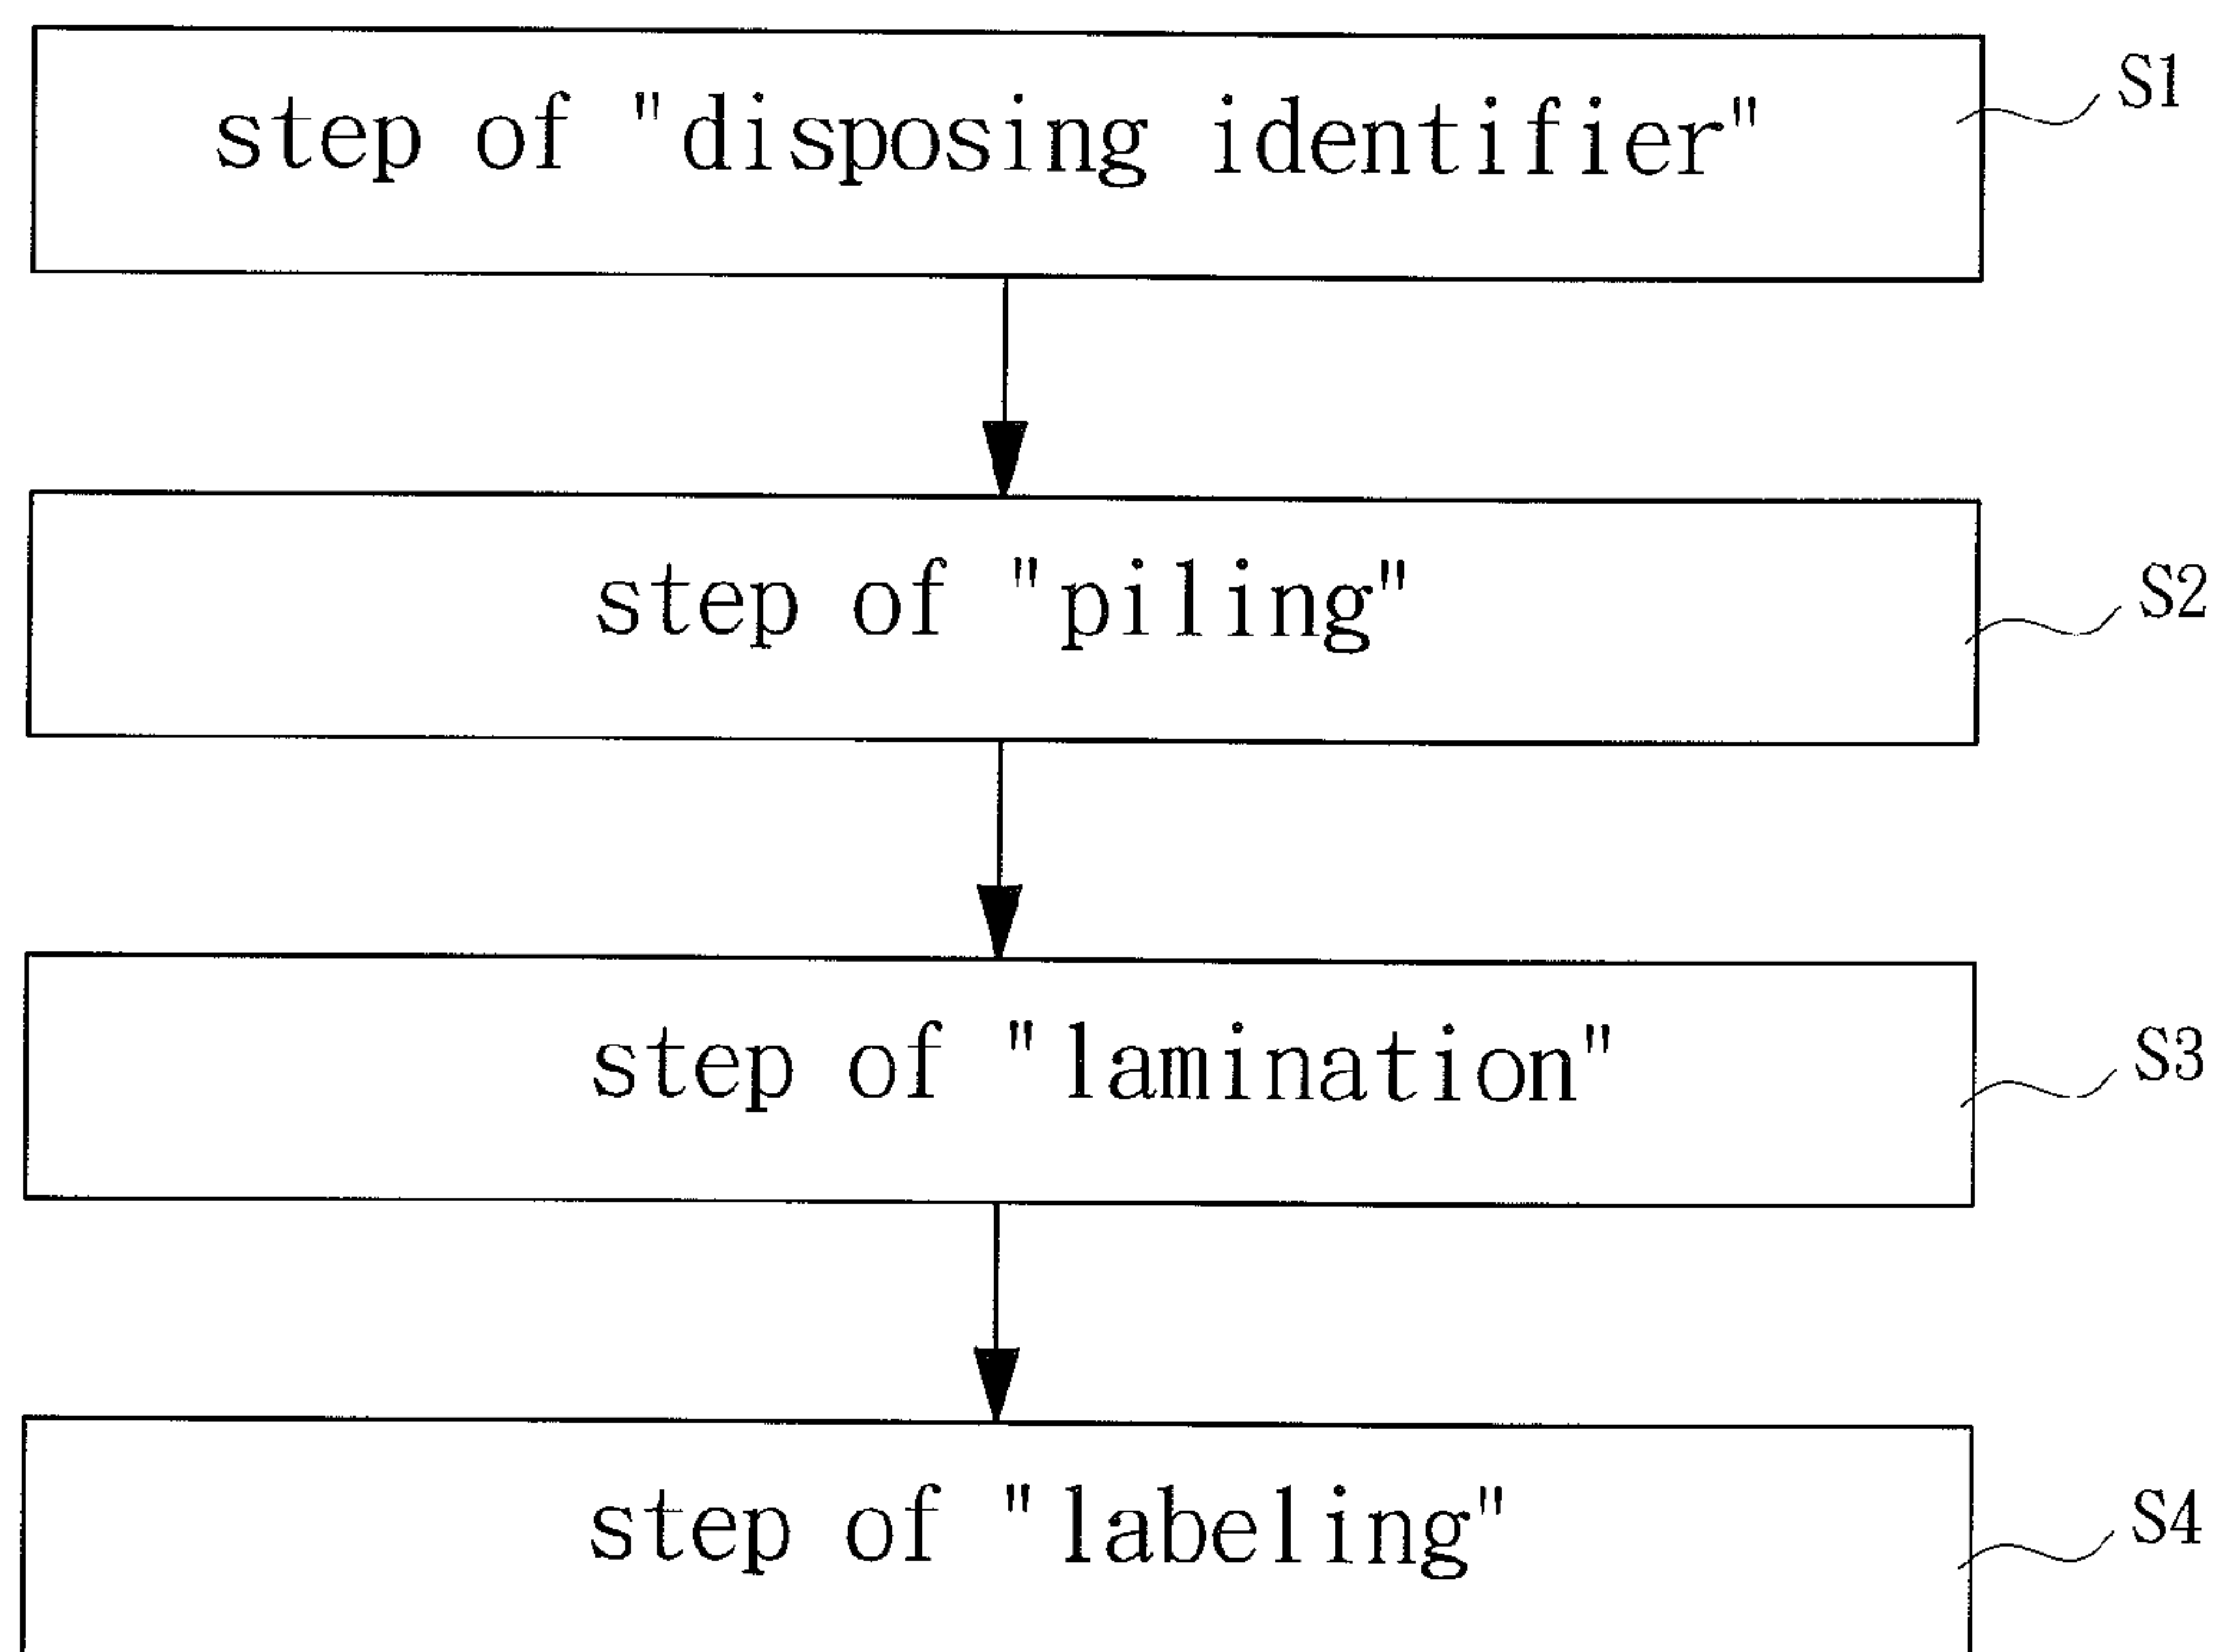 step of "disposing identifier"
S1
step of "piling"
S2
step of "lamination"
S3
step of "labeling"
S4